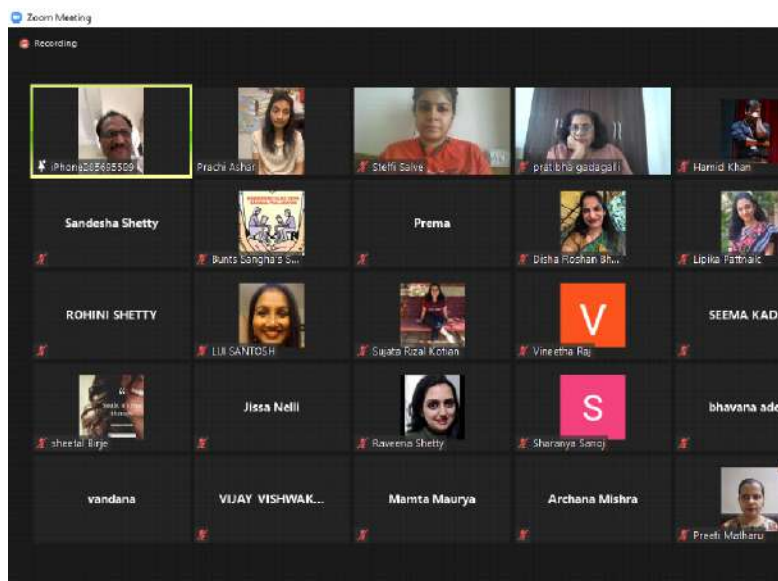 Zoom Meeting
Recording
iPhone205695509
Prachi Ashar
Steffi Salve
pratibha gadagalli
Hamid Khan
Sandesha Shetty
Bunts Sangha's S...
Prema
Disha Roshan Bh...
Lipika Pattnaik
ROHINI SHETTY
LUI SANTOSH
Sujata Rizal Kotian
V
Vineetha Raj
SEEMA KAD
sheetal Birje
Jissa Nelli
Raveena Shetty
S
Sharanya Sanoj
bhavana ade
vandana
VIJAY VISHWAK...
Mamta Maurya
Archana Mishra
Preeti Matharu